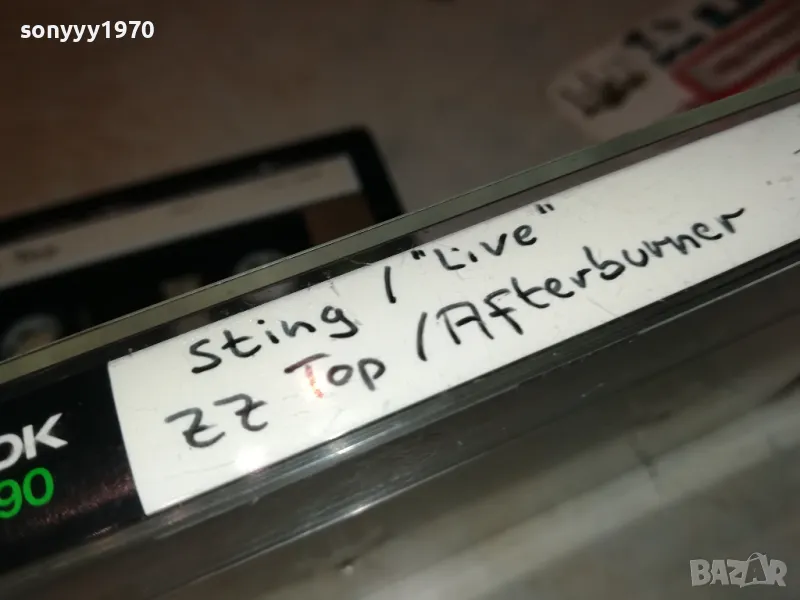 sonyyy1970
Sting / "Live"
ZZ Top / Afterburner
DK
90
BAZAR